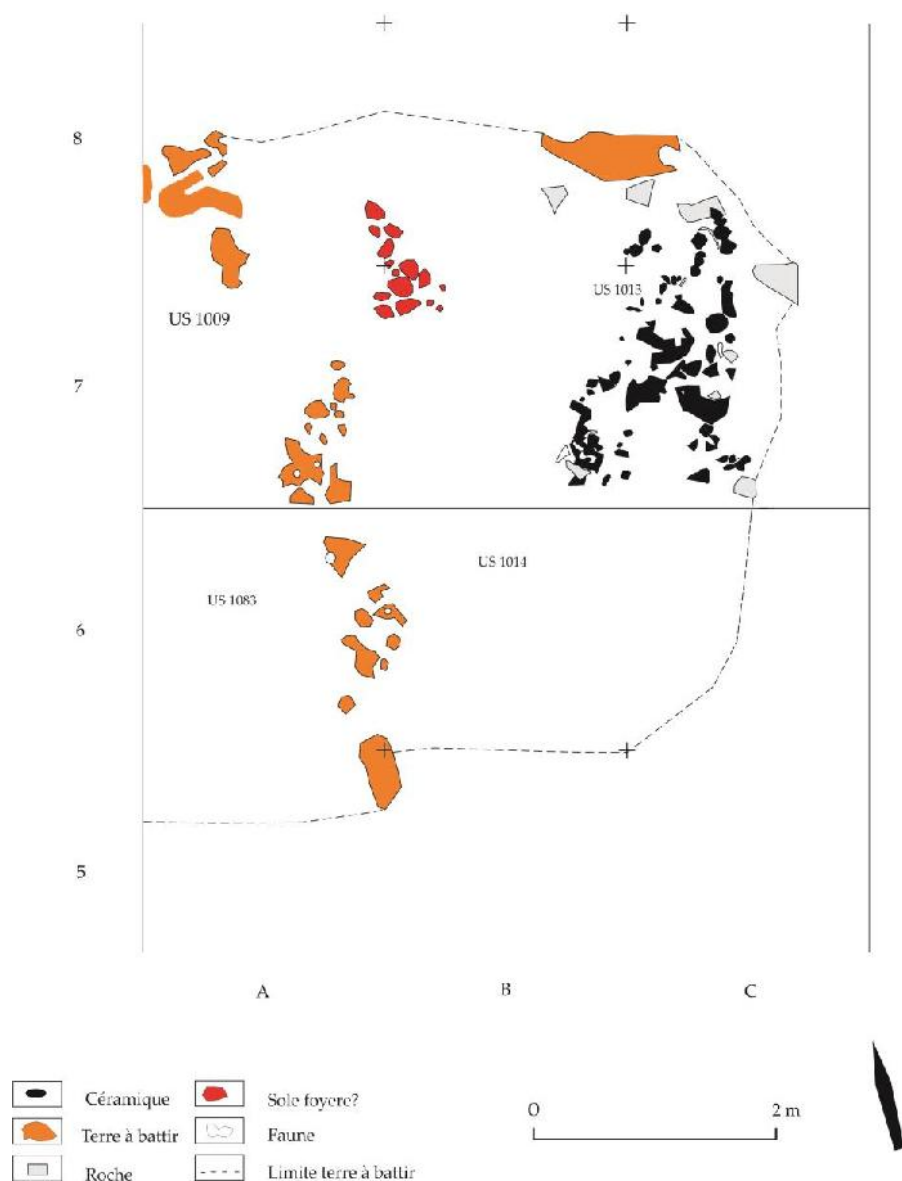 8
US 1013
US 1009
7
US 1014
US 1083
6
5
A B C
Céramique Sole foyere? 0 2 m
Terre à battir Faune
Roche Limite terre à battir